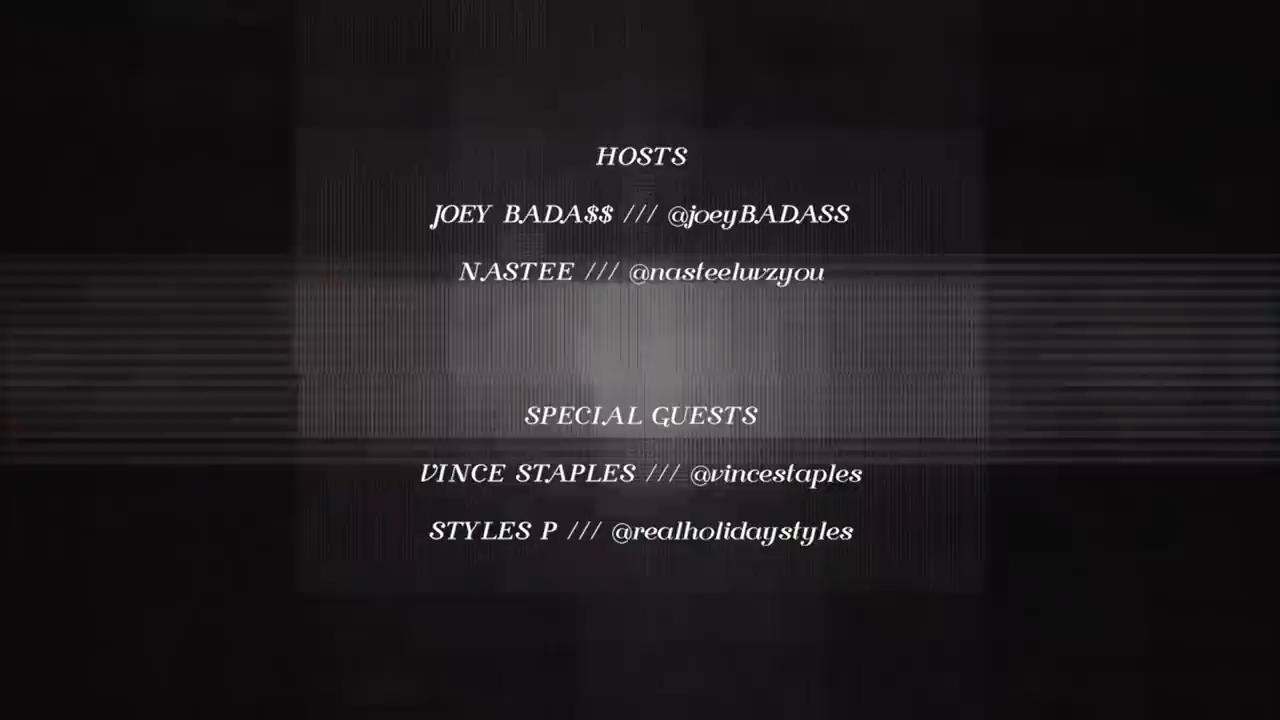 HOSTS
JOEY BADA$$ /// @joeyBADASS
NASTEE /// @nasteeluvzyou
SPECIAL GUESTS
VINCE STAPLES /// @vincestaples
STYLES P /// @realholidaystyles